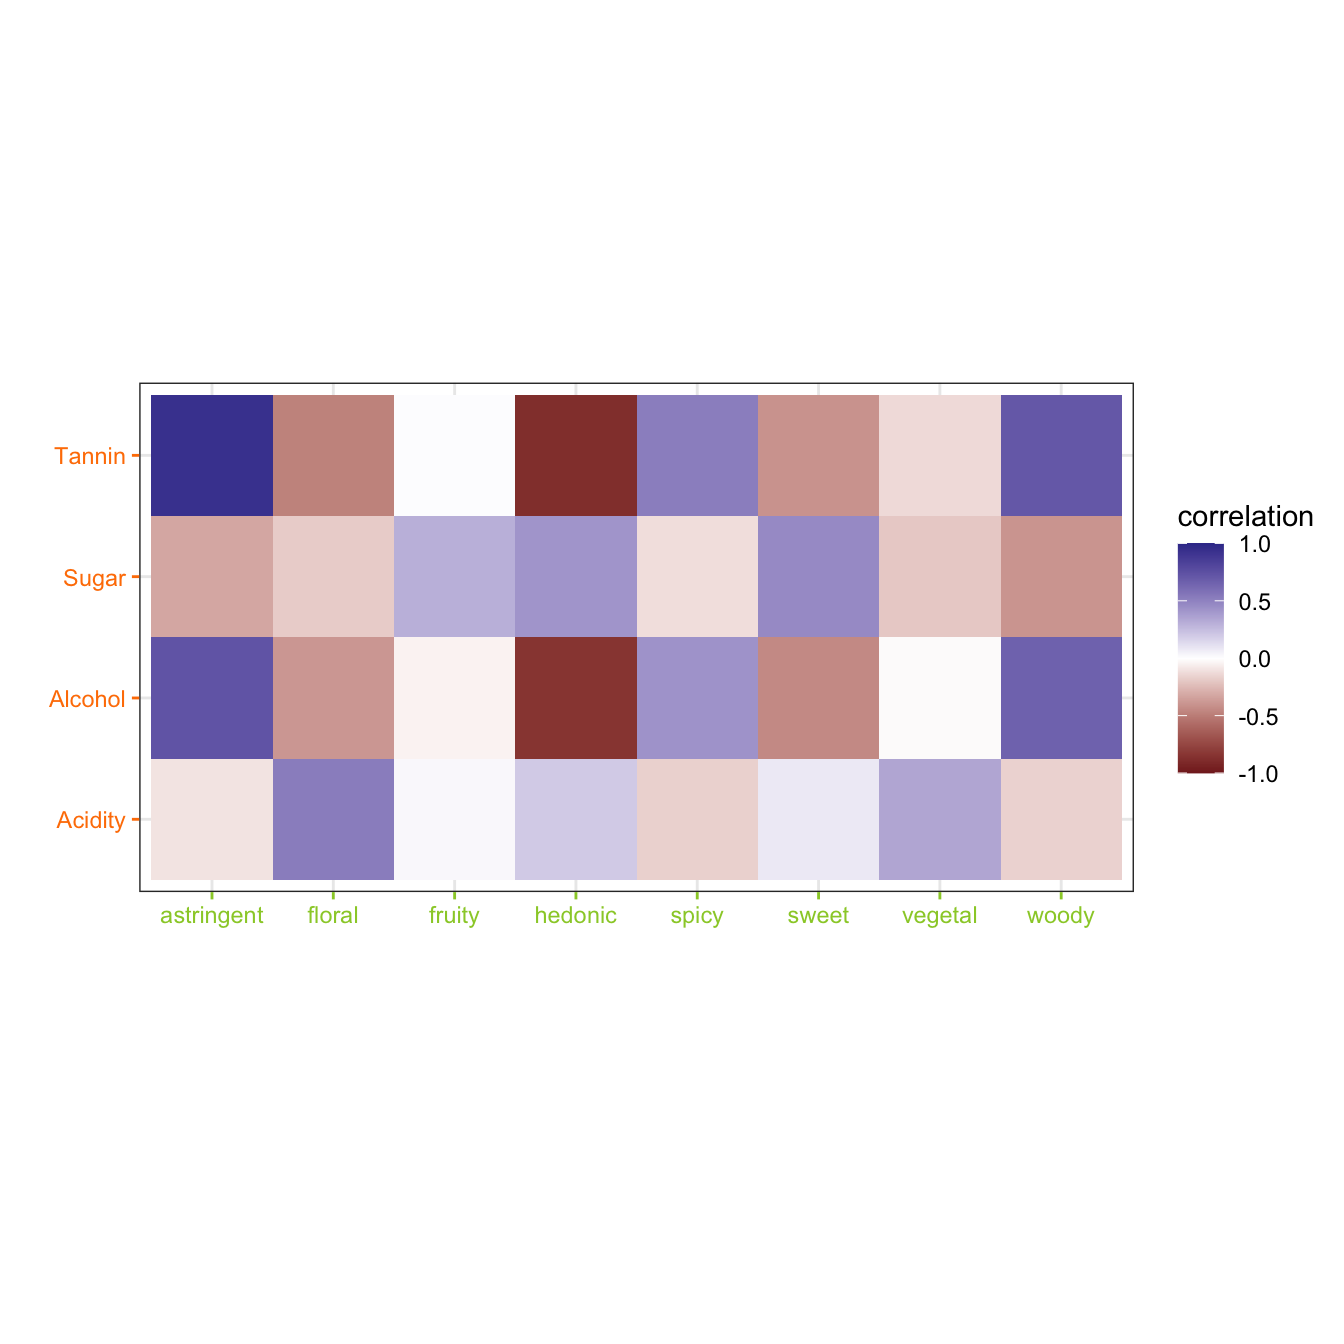 Tannin
Sugar
Alcohol
Acidity
astringent floral fruity hedonic spicy sweet vegetal woody
correlation
1.0
0.5
0.0
-0.5
-1.0